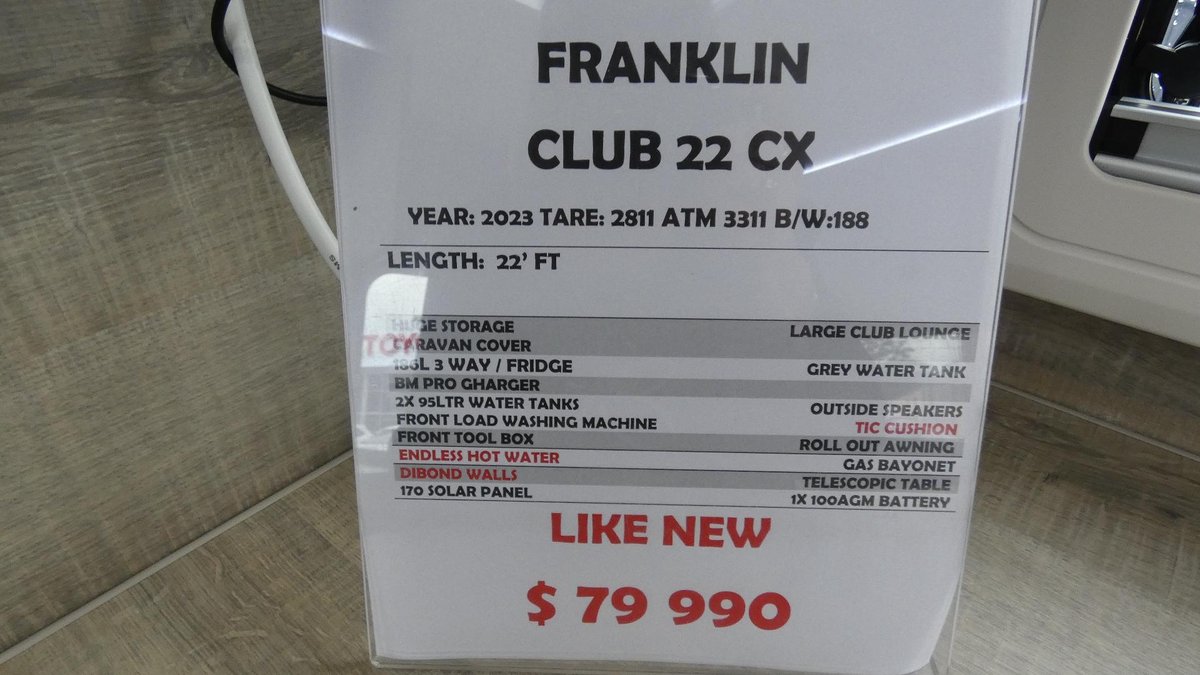 FRANKLIN
CLUB 22 CX
YEAR: 2023 TARE: 2811 ATM 3311 B/W:188
LENGTH: 22' FT
HUGE STORAGE
LARGE CLUB LOUNGE
CARAVAN COVER
186L 3 WAY / FRIDGE
GREY WATER TANK
BM PRO GHARGER
2X 95LTR WATER TANKS
OUTSIDE SPEAKERS
FRONT LOAD WASHING MACHINE
TIC CUSHION
FRONT TOOL BOX
ROLL OUT AWNING
ENDLESS HOT WATER
GAS BAYONET
DIBOND WALLS
TELESCOPIC TABLE
170 SOLAR PANEL
1X 100AGM BATTERY
LIKE NEW
$ 79 990